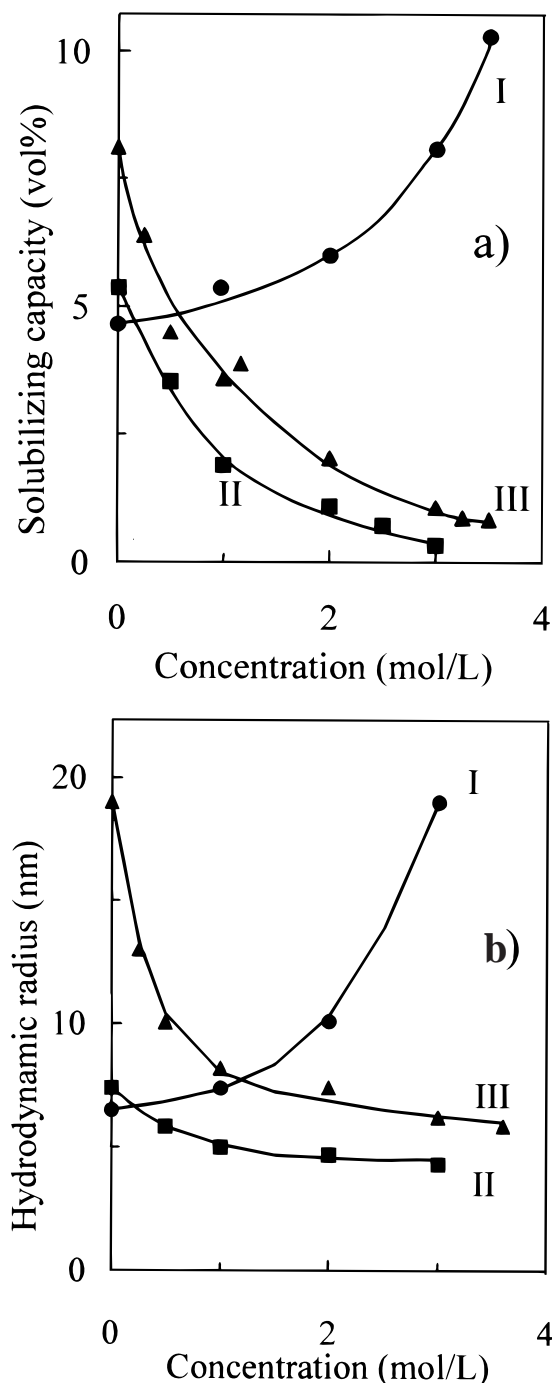 10
I
Solubilizing capacity (vol%)
a)
5
II
III
0
0 2 4
Concentration (mol/L)
20
I
Hydrodynamic radius (nm)
b)
10
III
II
0
0 2 4
Concentration (mol/L)